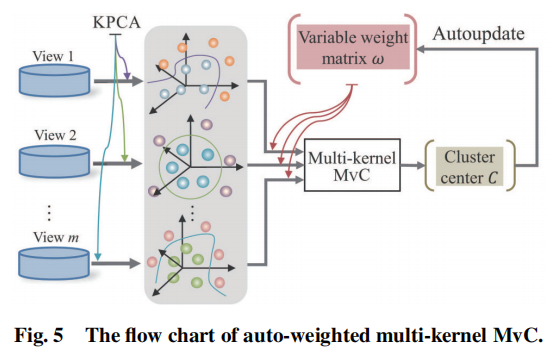 KPCA
View 1
View 2
⋮
View m
⋮
Variable weight
matrix ω
Autoupdate
Multi-kernel
MvC
Cluster
center C
Fig. 5 The flow chart of auto-weighted multi-kernel MvC.